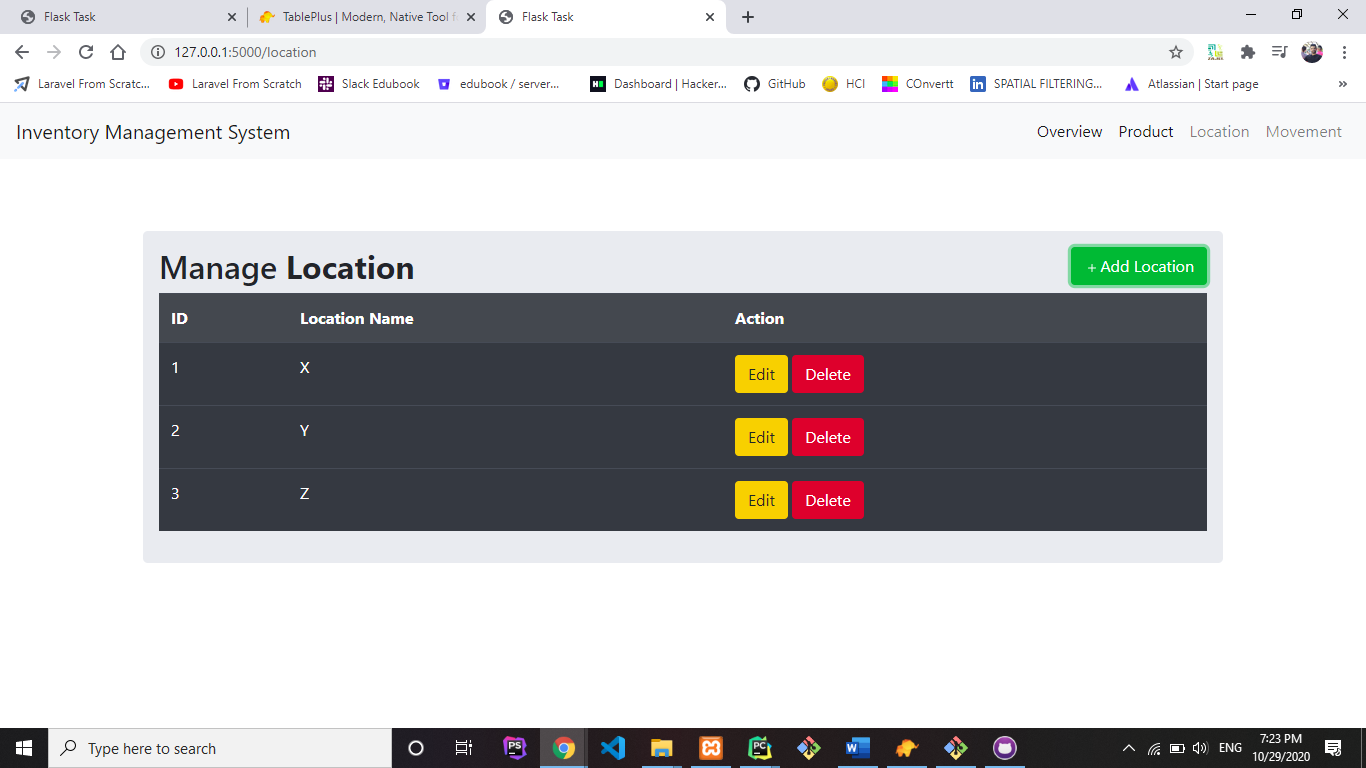 Flask Task
TablePlus | Modern, Native Tool f
Flask Task
127.0.0.1:5000/location
Laravel From Scratc...
Laravel From Scratch
Slack Edubook
edubook / server...
Dashboard | Hacker...
GitHub
HCI
COnvertt
SPATIAL FILTERING...
Atlassian | Start page
»
Inventory Management System
Overview
Product
Location
Movement
Manage Location
+ Add Location
ID Location Name Action
1 X Edit Delete
2 Y Edit Delete
3 Z Edit Delete
Type here to search
ENG
7:23 PM
10/29/2020